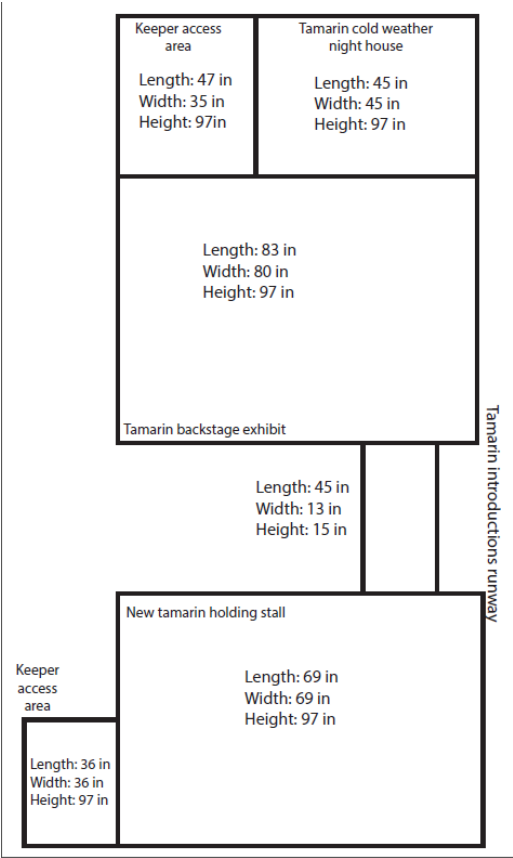 Keeper access
area
Length: 47 in
Width: 35 in
Height: 97in
Tamarin cold weather
night house
Length: 45 in
Width: 45 in
Height: 97 in
Length: 83 in
Width: 80 in
Height: 97 in
Tamarin backstage exhibit
Tamarin introductions runway
Length: 45 in
Width: 13 in
Height: 15 in
New tamarin holding stall
Length: 69 in
Width: 69 in
Height: 97 in
Keeper
access
area
Length: 36 in
Width: 36 in
Height: 97 in